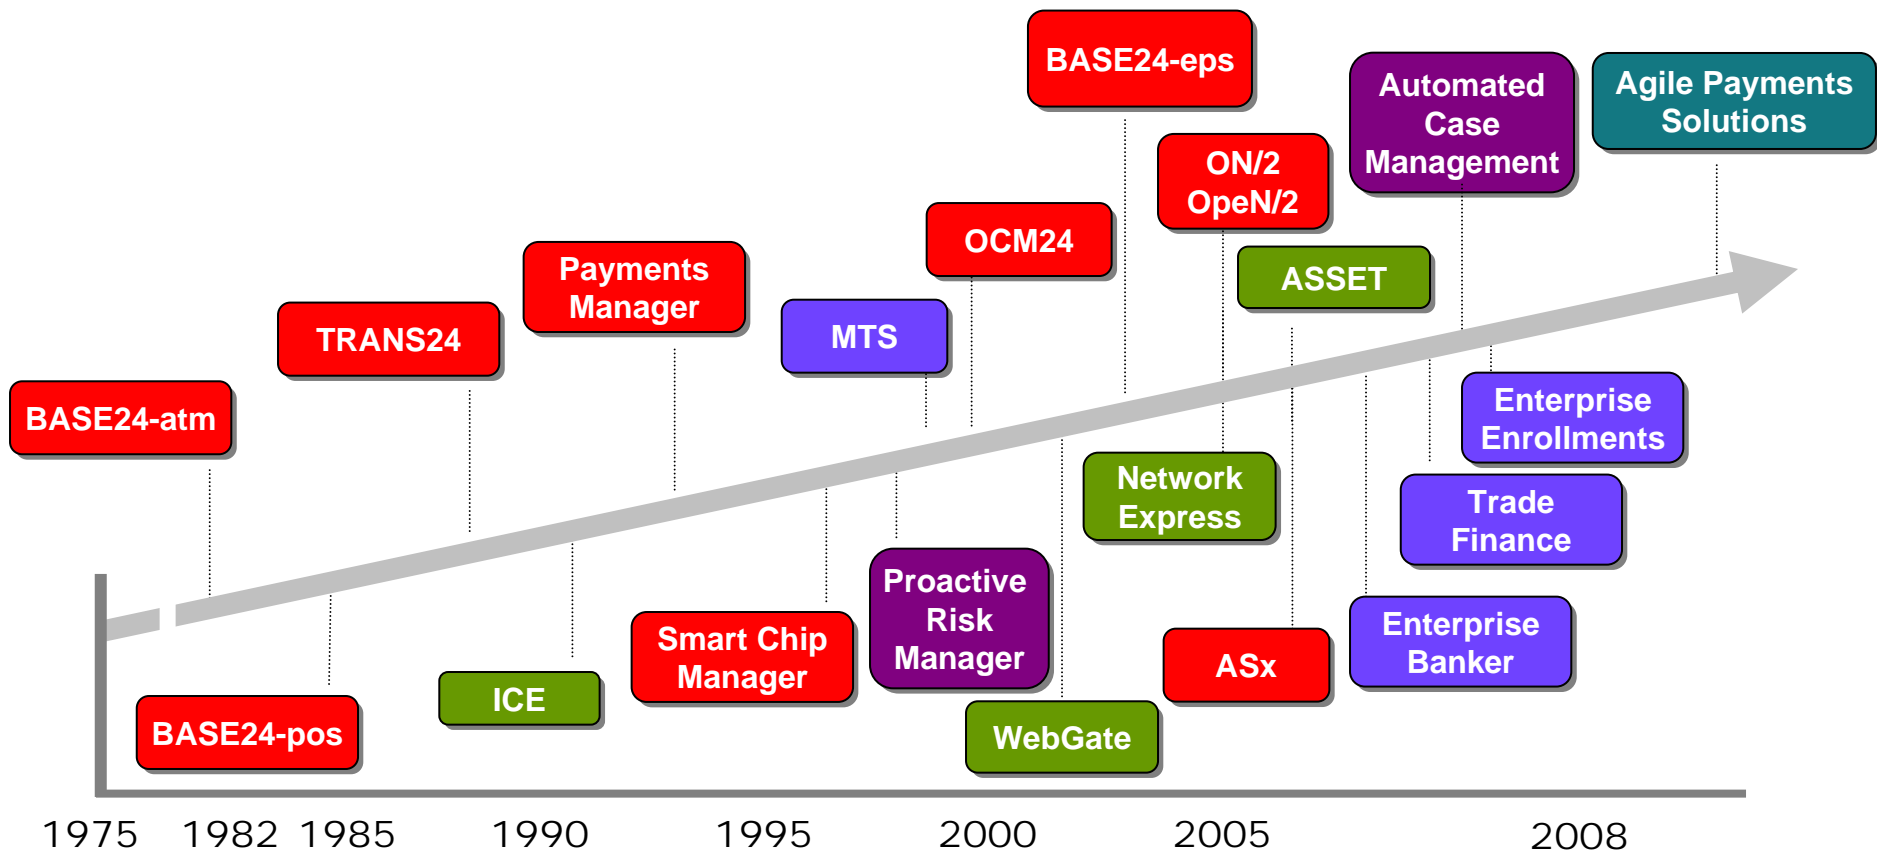 BASE24-eps
Automated
Case
Management
Agile Payments
Solutions
ON/2
OpeN/2
OCM24
Payments
Manager
ASSET
TRANS24
MTS
BASE24-atm
Enterprise
Enrollments
Network
Express
Trade
Finance
Proactive
Risk
Manager
Smart Chip
Manager
Enterprise
Banker
ASx
ICE
BASE24-pos
WebGate
1975 1982 1985 1990 1995 2000 2005 2008